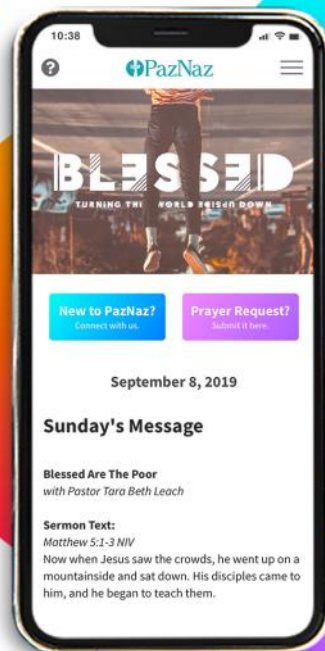 10:38
?
PazNaz
BLESSED
TURNING THE WORLD UPSIDE DOWN
New to PazNaz?
Connect with us.
Prayer Request?
Submit it here.
September 8, 2019
Sunday's Message
Blessed Are The Poor
with Pastor Tara Beth Leach
Sermon Text:
Matthew 5:1-3 NIV
Now when Jesus saw the crowds, he went up on a
mountainside and sat down. His disciples came to
him, and he began to teach them.